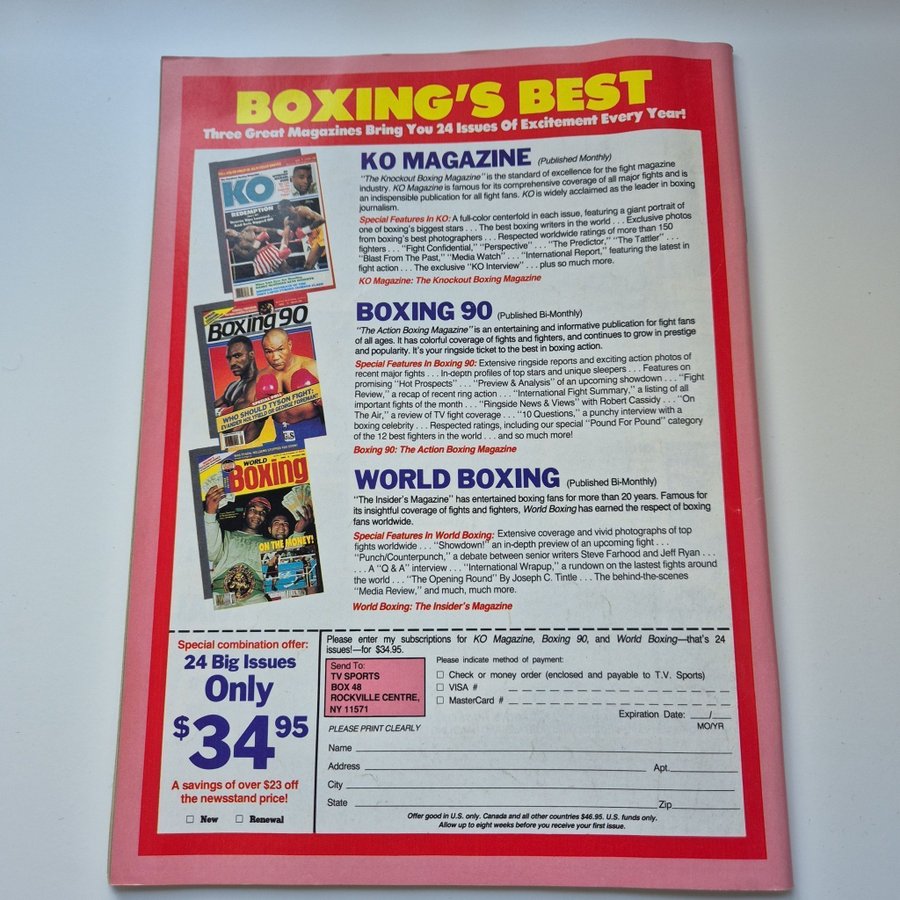 BOXING'S BEST
Three Great Magazines Bring You 24 Issues Of Excitement Every Year!
KO
REDEMPTION
KO MAGAZINE (Published Monthly)
"The Knockout Boxing Magazine" is the standard of excellence for the fight magazine
industry. KO Magazine is famous for its comprehensive coverage of all major fights and is
an indispensible publication for all fight fans. KO is widely acclaimed as the leader in boxing
journalism.
Special Features In KO: A full-color centerfold in each issue, featuring a giant portrait of
one of boxing's biggest stars . . . The best boxing writers in the world . . . Exclusive photos
from boxing's best photographers . . . Respected worldwide ratings of more than 150
fighters . . . "Fight Confidential," "Perspective" . . . "The Predictor," "The Tattler" . . .
"Blast From The Past," "Media Watch" . . . "International Report," featuring the latest in
fight action . . . The exclusive "KO Interview" . . . plus so much more.
KO Magazine: The Knockout Boxing Magazine
Boxing 90
WHO SHOULD TYSON FIGHT:
EVANDER HOLYFIELD OR GEORGE FOREMAN?
BOXING 90 (Published Bi-Monthly)
"The Action Boxing Magazine" is an entertaining and informative publication for fight fans
of all ages. It has colorful coverage of fights and fighters, and continues to grow in prestige
and popularity. It's your ringside ticket to the best in boxing action.
Special Features In Boxing 90: Extensive ringside reports and exciting action photos of
recent major fights . . . In-depth profiles of top stars and unique sleepers . . . Features on
promising "Hot Prospects" . . . "Preview & Analysis" of an upcoming showdown . . . "Fight
Review," a recap of recent ring action . . . "International Fight Summary," a listing of all
important fights of the month . . . "Ringside News & Views" with Robert Cassidy . . . "On
The Air," a review of TV fight coverage . . . "10 Questions," a punchy interview with a
boxing celebrity . . . Respected ratings, including our special "Pound For Pound" category
of the 12 best fighters in the world . . . and so much more!
Boxing 90: The Action Boxing Magazine
WORLD
Boxing
ON THE MONEY!
WORLD BOXING (Published Bi-Monthly)
"The Insider's Magazine" has entertained boxing fans for more than 20 years. Famous for
its insightful coverage of fights and fighters, World Boxing has earned the respect of boxing
fans worldwide.
Special Features In World Boxing: Extensive coverage and vivid photographs of top
fights worldwide . . . "Showdown!" an in-depth preview of an upcoming fight . . .
"Punch/Counterpunch," a debate between senior writers Steve Farhood and Jeff Ryan . . .
. . . A "Q & A" interview . . . "International Wrapup," a rundown on the lastest fights around
the world . . . "The Opening Round" By Joseph C. Tintle . . . The behind-the-scenes
"Media Review," and much, much more.
World Boxing: The Insider's Magazine
Special combination offer:
24 Big Issues
Only
$34.95
A savings of over $23 off
the newsstand price!
☐ New ☐ Renewal
Please enter my subscriptions for KO Magazine, Boxing 90, and World Boxing—that's 24
issues!—for $34.95.
Send To:
TV SPORTS
BOX 48
ROCKVILLE CENTRE,
NY 11571
Please indicate method of payment:
☐ Check or money order (enclosed and payable to T.V. Sports)
☐ VISA #
☐ MasterCard #
Expiration Date: __/__
MO/YR
PLEASE PRINT CLEARLY
Name
Address Apt.
City
State Zip
Offer good in U.S. only. Canada and all other countries $46.95. U.S. funds only.
Allow up to eight weeks before you receive your first issue.